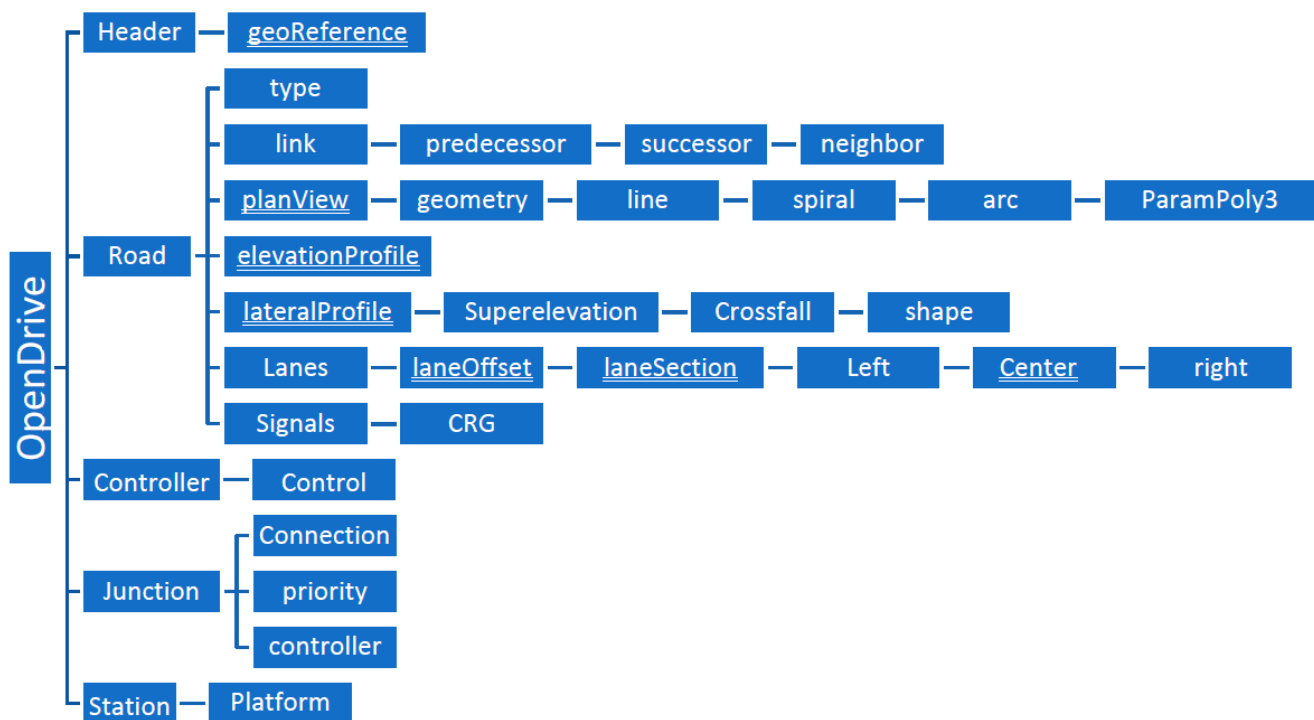 OpenDrive
Header geoReference
type
link predecessor successor neighbor
planView geometry line spiral arc ParamPoly3
Road elevationProfile
lateralProfile Superelevation Crossfall shape
Lanes laneOffset laneSection Left Center right
Signals CRG
Controller Control
Connection
Junction priority
controller
Station Platform